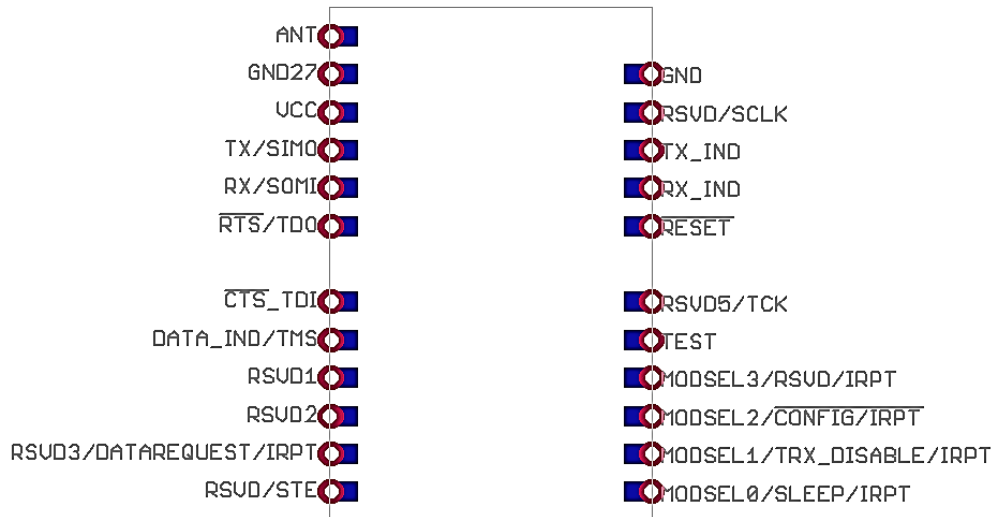 ANT
GND27
VCC
TX/SIMO
RX/SOMI
RTS/TDO
CTS_TDI
DATA_IND/TMS
RSVD1
RSVD2
RSVD3/DATAREQUEST/IRPT
RSVD/STE
GND
RSVD/SCLK
TX_IND
RX_IND
RESET
RSVD5/TCK
TEST
MODSEL3/RSVD/IRPT
MODSEL2/CONFIG/IRPT
MODSEL1/TRX_DISABLE/IRPT
MODSEL0/SLEEP/IRPT